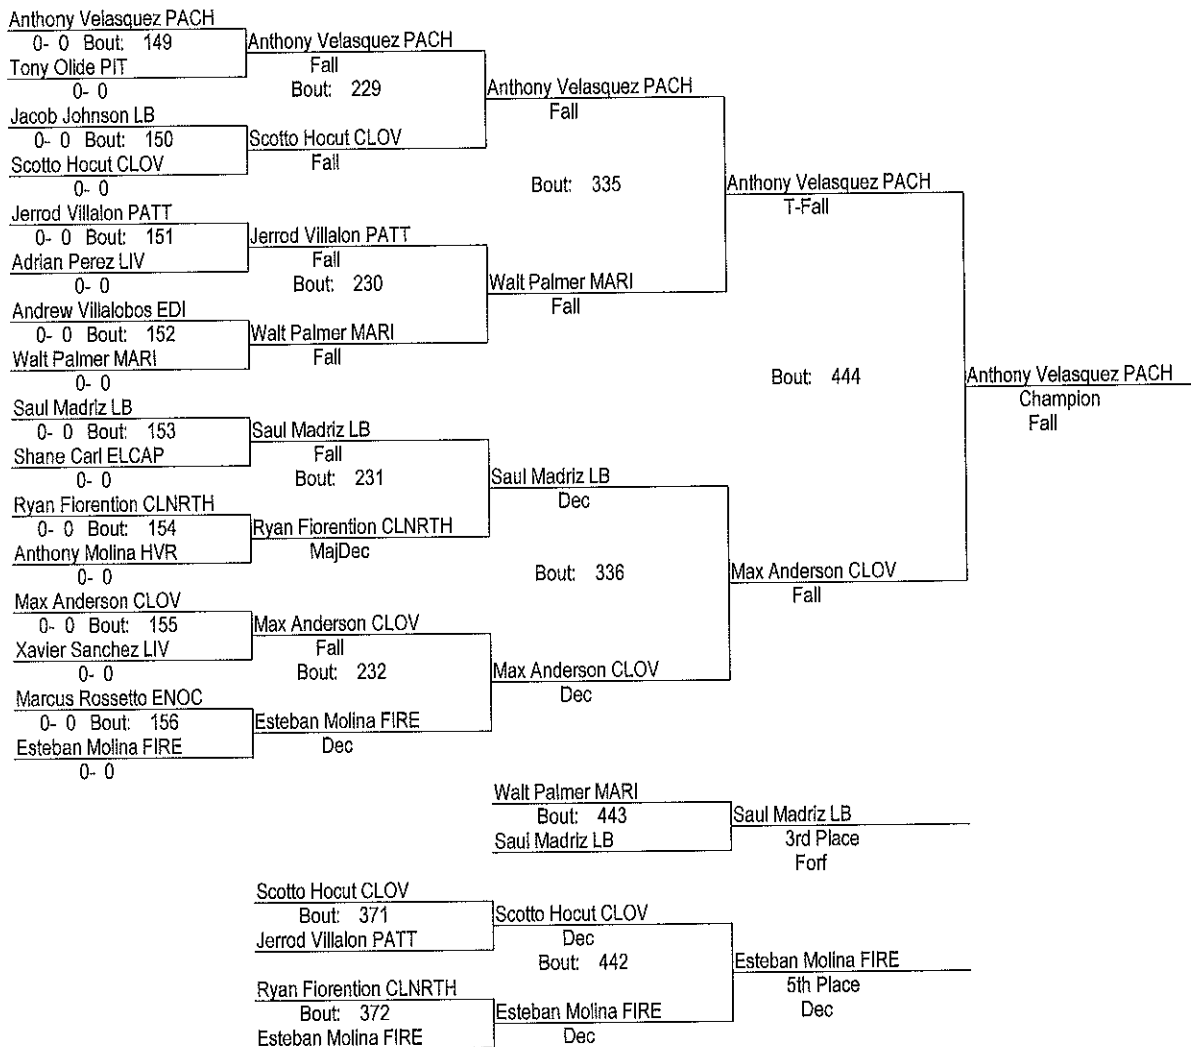 Anthony Velasquez PACH
0- 0 Bout: 149
Tony Olide PIT
0- 0
Jacob Johnson LB
0- 0 Bout: 150
Scotto Hocut CLOV
0- 0
Jerrod Villalon PATT
0- 0 Bout: 151
Adrian Perez LIV
0- 0
Andrew Villalobos EDI
0- 0 Bout: 152
Walt Palmer MARI
0- 0
Saul Madriz LB
0- 0 Bout: 153
Shane Carl ELCAP
0- 0
Ryan Fiorention CLNRTH
0- 0 Bout: 154
Anthony Molina HVR
0- 0
Max Anderson CLOV
0- 0 Bout: 155
Xavier Sanchez LIV
0- 0
Marcus Rossetto ENOC
0- 0 Bout: 156
Esteban Molina FIRE
0- 0
Anthony Velasquez PACH
Fall
Bout: 229
Scotto Hocut CLOV
Fall
Jerrod Villalon PATT
Fall
Bout: 230
Walt Palmer MARI
Fall
Saul Madriz LB
Fall
Bout: 231
Ryan Fiorention CLNRTH
MajDec
Max Anderson CLOV
Fall
Bout: 232
Esteban Molina FIRE
Dec
Anthony Velasquez PACH
Fall
Bout: 335
Walt Palmer MARI
Fall
Saul Madriz LB
Dec
Bout: 336
Max Anderson CLOV
Dec
Anthony Velasquez PACH
T-Fall
Bout: 444
Max Anderson CLOV
Fall
Anthony Velasquez PACH
Champion
Fall
Walt Palmer MARI
Bout: 443
Saul Madriz LB
Saul Madriz LB
3rd Place
Forf
Scotto Hocut CLOV
Bout: 371
Jerrod Villalon PATT
Ryan Fiorention CLNRTH
Bout: 372
Esteban Molina FIRE
Scotto Hocut CLOV
Dec
Bout: 442
Esteban Molina FIRE
Dec
Esteban Molina FIRE
5th Place
Dec